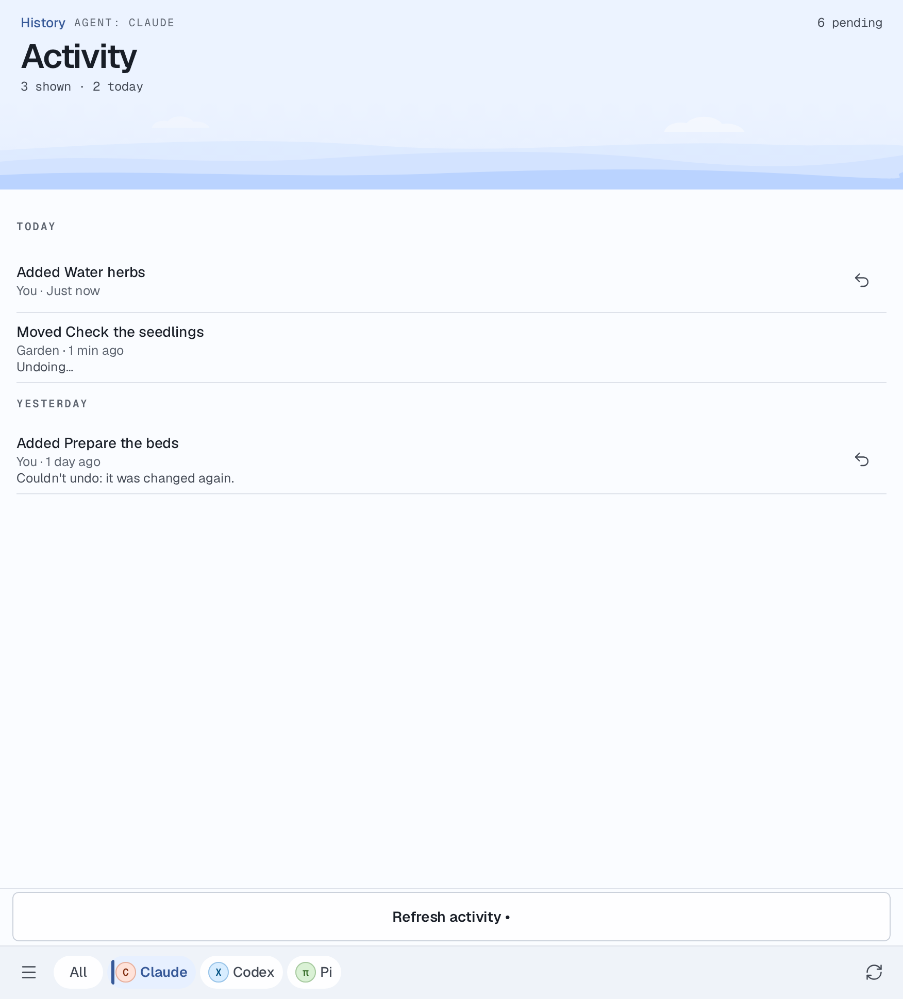 History AGENT: CLAUDE
6 pending
Activity
3 shown · 2 today
TODAY
Added Water herbs
You · Just now
Moved Check the seedlings
Garden · 1 min ago
Undoing…
YESTERDAY
Added Prepare the beds
You · 1 day ago
Couldn't undo: it was changed again.
Refresh activity •
All C Claude X Codex π Pi